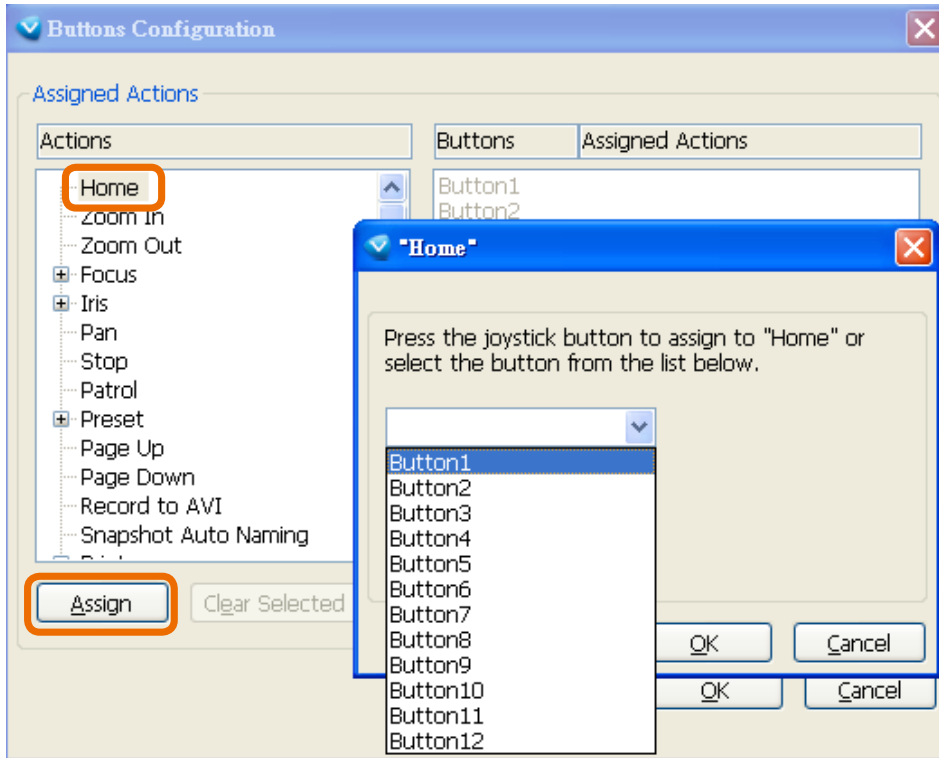 Buttons Configuration
Assigned Actions
Actions
Buttons
Assigned Actions
Home
Zoom In
Zoom Out
Focus
Iris
Pan
Stop
Patrol
Preset
Page Up
Page Down
Record to AVI
Snapshot Auto Naming
Button1
Button2
Assign
Clear Selected
"Home"
Press the joystick button to assign to "Home" or
select the button from the list below.
Button1
Button2
Button3
Button4
Button5
Button6
Button7
Button8
Button9
Button10
Button11
Button12
OK
Cancel
OK
Cancel